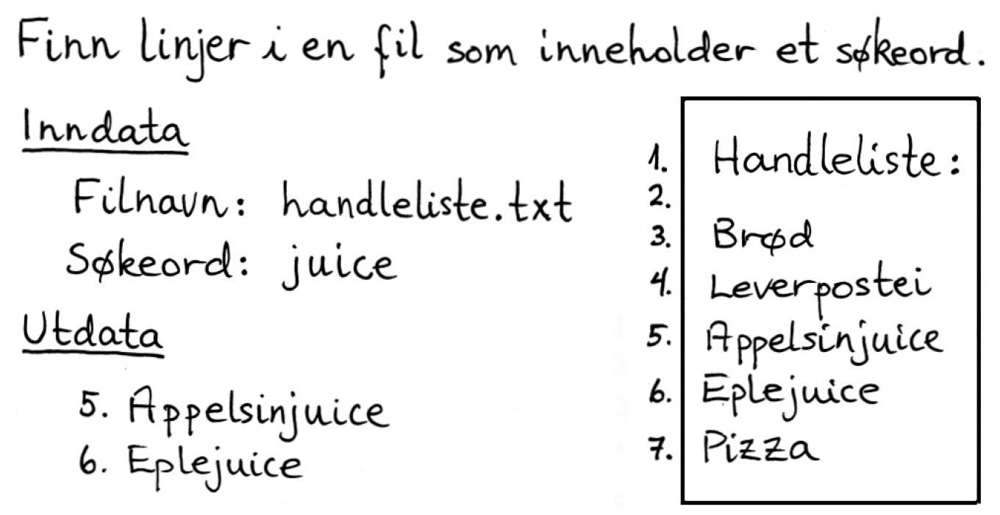 Finn linjer i en fil som inneholder et søkeord.
Inndata
Filnavn: handleliste.txt
Søkeord: juice
Utdata
5. Appelsinjuice
6. Eplejuice
1. Handleliste:
2.
3. Brød
4. Leverpostei
5. Appelsinjuice
6. Eplejuice
7. Pizza